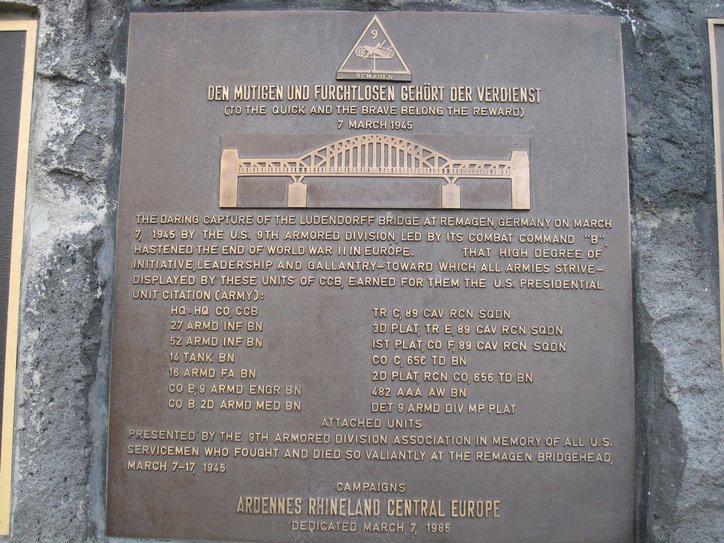 9
REMAGEN
DEN MUTIGEN UND FURCHTLOSEN GEHÖRT DER VERDIENST
(TO THE QUICK AND THE BRAVE BELONG THE REWARD)
7 MARCH 1945
THE DARING CAPTURE OF THE LUDENDORFF BRIDGE AT REMAGEN, GERMANY ON MARCH
7, 1945 BY THE U.S. 9TH ARMORED DIVISION, LED BY ITS COMBAT COMMAND "B",
HASTENED THE END OF WORLD WAR II IN EUROPE. THAT HIGH DEGREE OF
INITIATIVE, LEADERSHIP AND GALLANTRY-TOWARD WHICH ALL ARMIES STRIVE-
DISPLAYED BY THESE UNITS OF CCB, EARNED FOR THEM THE U.S. PRESIDENTIAL
UNIT CITATION (ARMY):
HQ HQ CO, CCB
27 ARMD INF BN
52 ARMD INF BN
14 TANK BN
16 ARMD FA BN
CO B, 9 ARMD ENGR BN
CO B, 2D ARMD MED BN
TR C, 89 CAV RCN SQDN
3D PLAT, TR E, 89 CAV RCN SQDN
1ST PLAT, CO F, 89 CAV RCN SQDN
CO C, 656 TD BN
2D PLAT, RCN CO, 656 TD BN
482 AAA AW BN
DET 9 ARMD DIV MP PLAT
ATTACHED UNITS
PRESENTED BY THE 9TH ARMORED DIVISION ASSOCIATION IN MEMORY OF ALL U.S.
SERVICEMEN WHO FOUGHT AND DIED SO VALIANTLY AT THE REMAGEN BRIDGEHEAD,
MARCH 7-17, 1945
CAMPAIGNS
ARDENNES RHINELAND CENTRAL EUROPE
DEDICATED MARCH 7, 1985